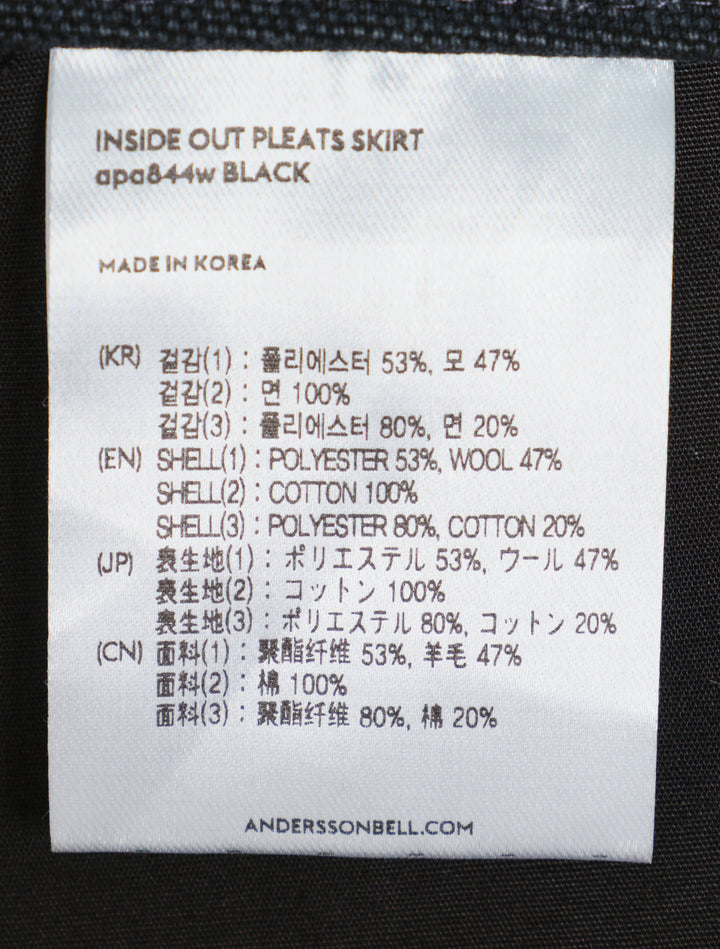 INSIDE OUT PLEATS SKIRT
apa844w BLACK
MADE IN KOREA
(KR) 겉감(1) : 폴리에스터 53%, 모 47%
겉감(2) : 면 100%
겉감(3) : 폴리에스터 80%, 면 20%
(EN) SHELL(1) : POLYESTER 53%, WOOL 47%
SHELL(2) : COTTON 100%
SHELL(3) : POLYESTER 80%, COTTON 20%
(JP) 表生地(1) : ポリエステル 53%, ウール 47%
表生地(2) : コットン 100%
表生地(3) : ポリエステル 80%, コットン 20%
(CN) 面料(1) : 聚酯纤维 53%, 羊毛 47%
面料(2) : 棉 100%
面料(3) : 聚酯纤维 80%, 棉 20%
ANDERSSONBELL.COM